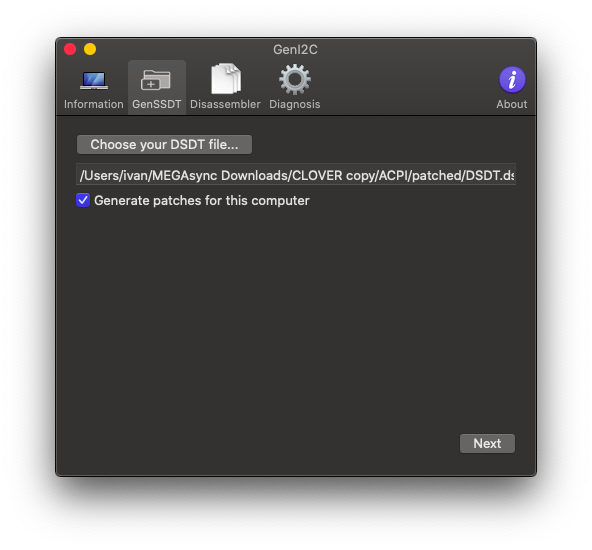 GenI2C
Information GenSSDT Disassembler Diagnosis About
Choose your DSDT file...
/Users/ivan/MEGAsync Downloads/CLOVER copy/ACPI/patched/DSDT.ds
Generate patches for this computer
Next